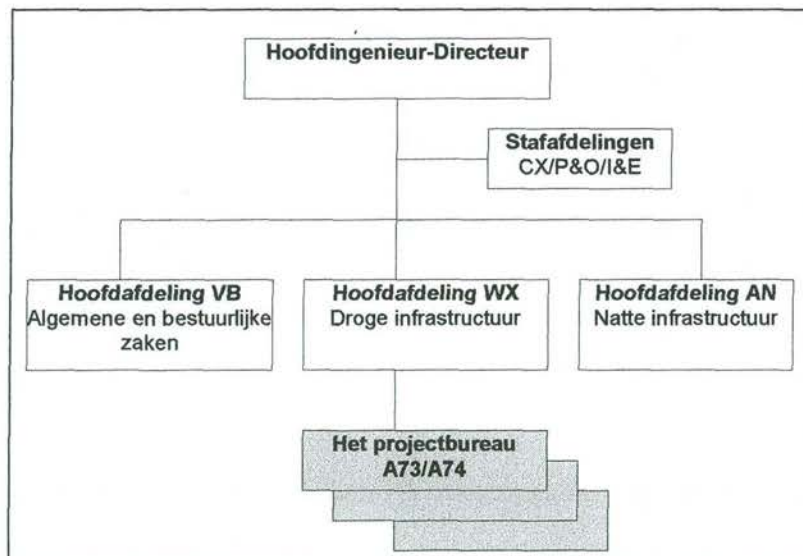 Hoofdingenieur-Directeur
Stafafdelingen
CX/P&O/I&E
Hoofdafdeling VB
Algemene en bestuurlijke
zaken
Hoofdafdeling WX
Droge infrastructuur
Hoofdafdeling AN
Natte infrastructuur
Het projectbureau
A73/A74